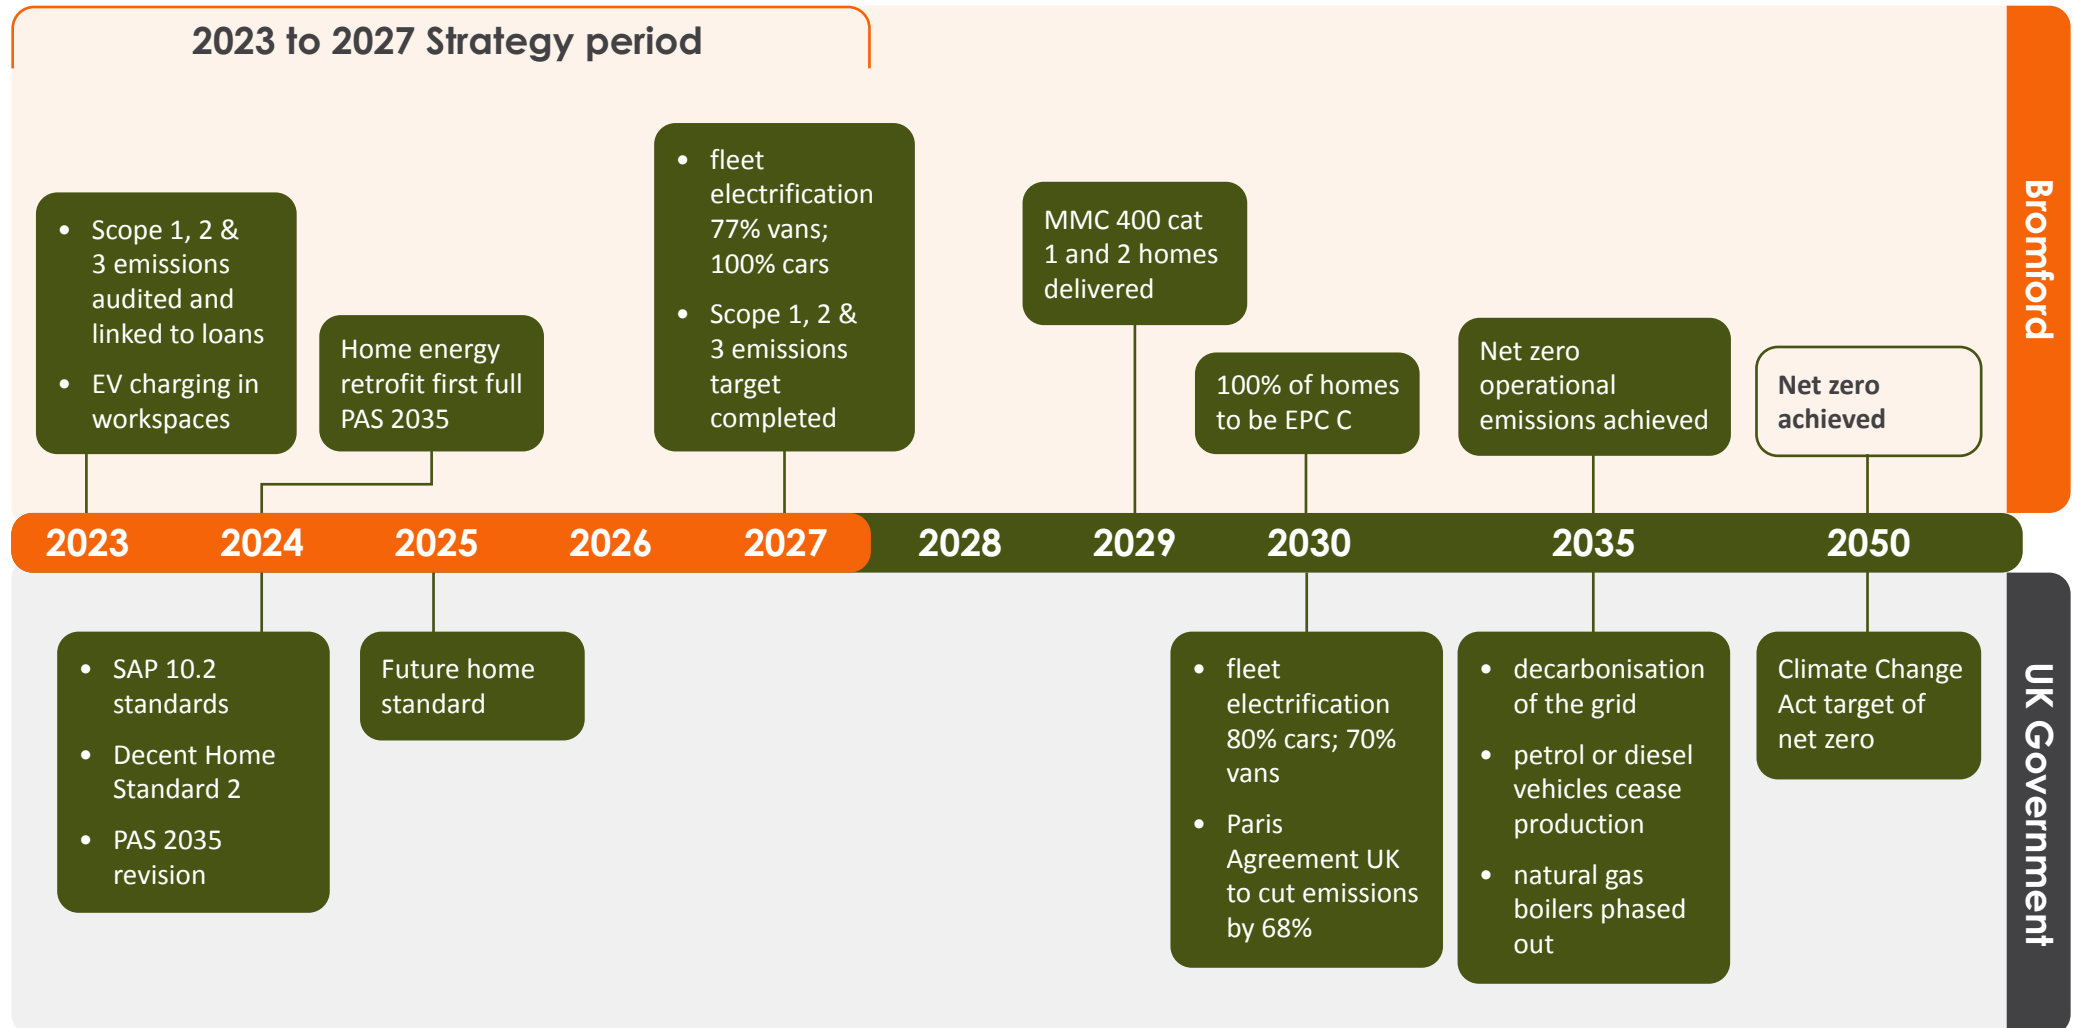 2023 to 2027 Strategy period
Bromford
• Scope 1, 2 &
3 emissions
audited and
linked to loans
• EV charging in
workspaces
Home energy
retrofit first full
PAS 2035
• fleet
electrification
77% vans;
100% cars
• Scope 1, 2 &
3 emissions
target
completed
MMC 400 cat
1 and 2 homes
delivered
100% of homes
to be EPC C
Net zero
operational
emissions achieved
Net zero
achieved
2023 2024 2025 2026 2027 2028 2029 2030 2035 2050
UK Government
• SAP 10.2
standards
• Decent Home
Standard 2
• PAS 2035
revision
Future home
standard
• fleet
electrification
80% cars; 70%
vans
• Paris
Agreement UK
to cut emissions
by 68%
• decarbonisation
of the grid
• petrol or diesel
vehicles cease
production
• natural gas
boilers phased
out
Climate Change
Act target of
net zero